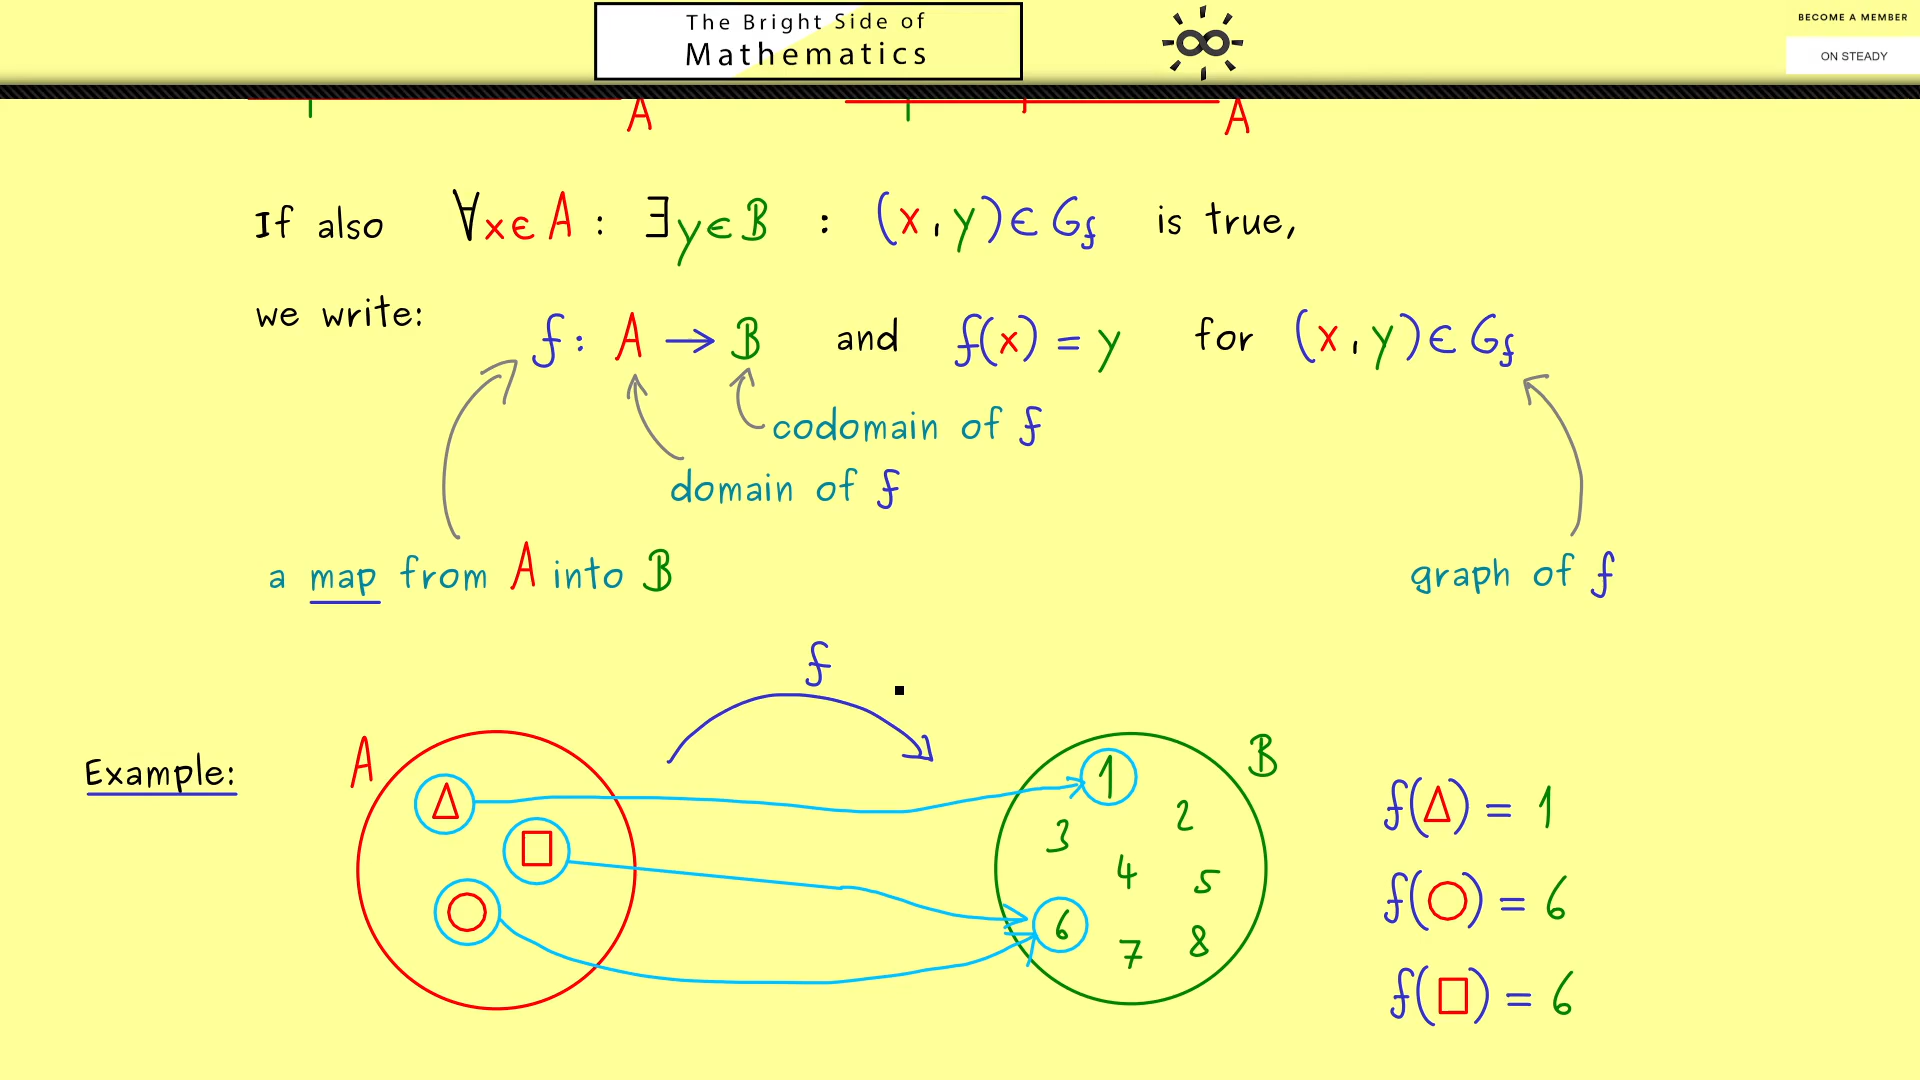 The Bright Side of
Mathematics
BECOME A MEMBER
ON STEADY
A A
If also ∀x∈A : ∃y∈B : (x,y)∈G_f is true,
we write: f: A → B and f(x) = y for (x,y)∈G_f
codomain of f
domain of f
a map from A into B
graph of f
f
Example: A B
1
2
3
4 5
6
7 8
f(△) = 1
f(○) = 6
f(□) = 6